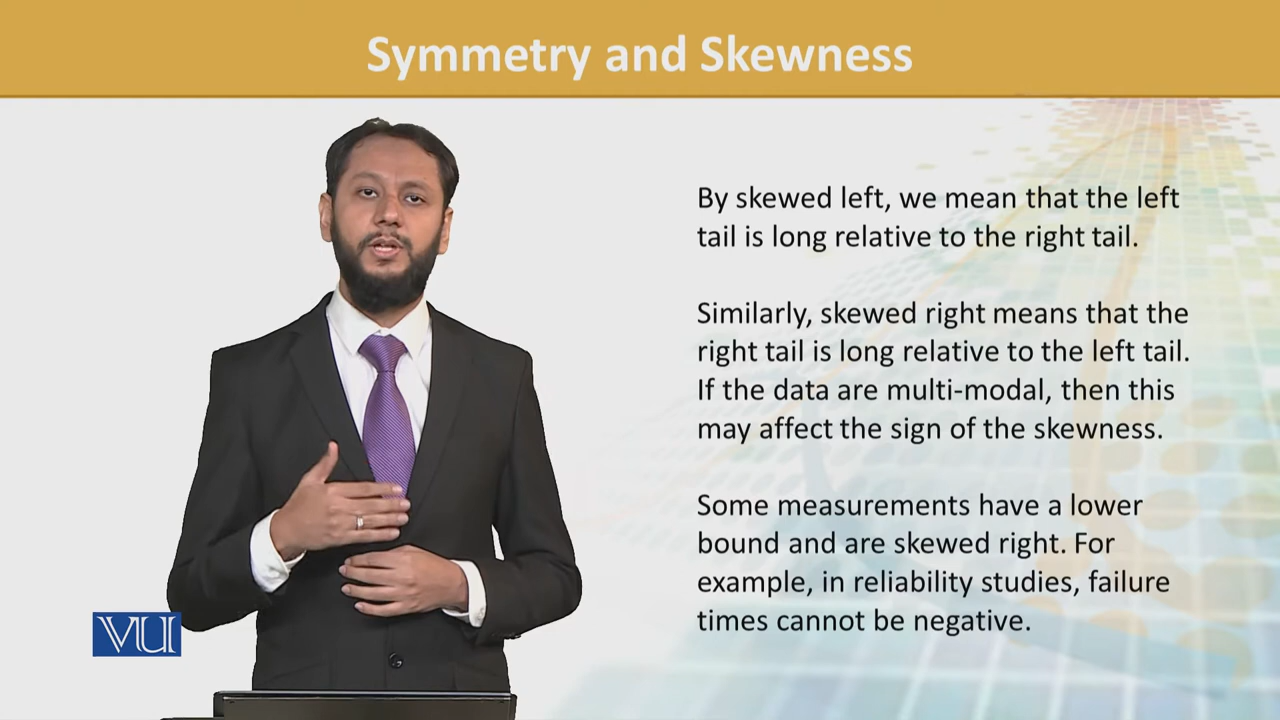 Symmetry and Skewness
By skewed left, we mean that the left
tail is long relative to the right tail.
Similarly, skewed right means that the
right tail is long relative to the left tail.
If the data are multi-modal, then this
may affect the sign of the skewness.
Some measurements have a lower
bound and are skewed right. For
example, in reliability studies, failure
times cannot be negative.
VU